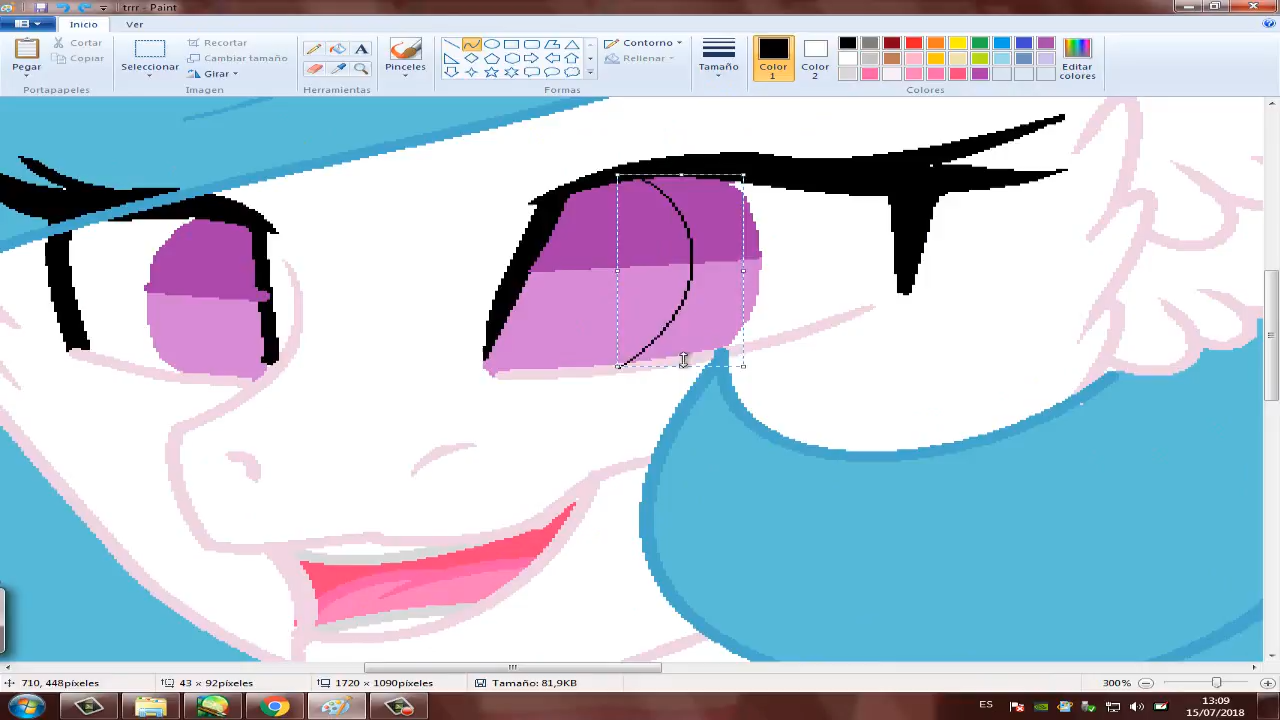 trrr - Paint
Inicio Ver
Pegar
Cortar
Copiar
Portapapeles
Seleccionar
Recortar
Cambiar tamaño
Girar
Imagen
Herramientas
Pinceles
Contorno
Rellenar
Formas
Tamaño
Color
1
Color
2
Editar
colores
Colores
710, 448píxeles
43 × 92píxeles
1720 × 1090píxeles
Tamaño: 81,9KB
300%
ES
13:09
15/07/2018